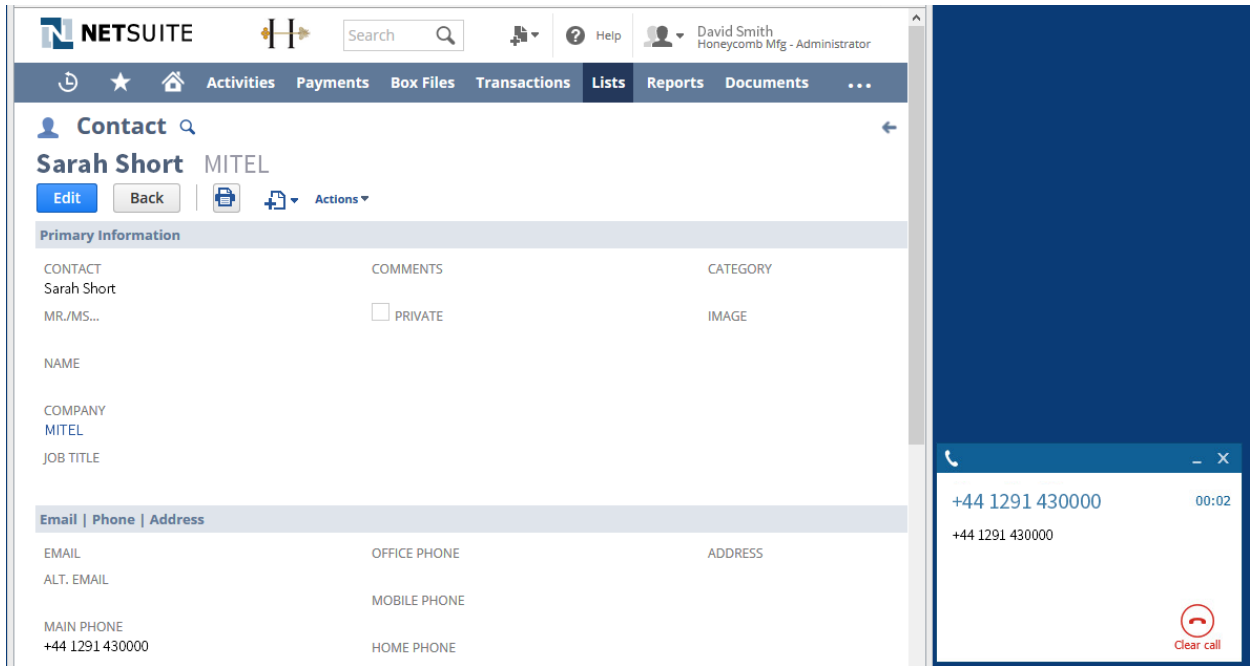 NETSUITE
Search
Help
David Smith
Honeycomb Mfg - Administrator
Activities Payments Box Files Transactions Lists Reports Documents ...
Contact
Sarah Short MITEL
Edit Back Actions
Primary Information
CONTACT COMMENTS CATEGORY
Sarah Short
MR./MS... PRIVATE IMAGE
NAME
COMPANY
MITEL
JOB TITLE
Email | Phone | Address
EMAIL OFFICE PHONE ADDRESS
ALT. EMAIL
MOBILE PHONE
MAIN PHONE
+44 1291 430000
HOME PHONE
+44 1291 430000 00:02
+44 1291 430000
Clear call